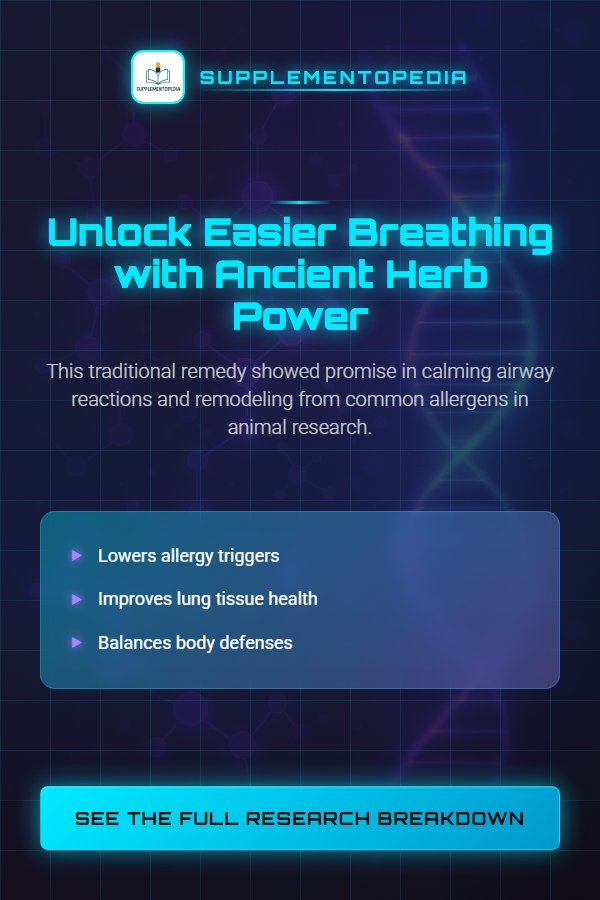 SUPPLEMENTOPEDIA
SUPPLEMENTOPEDIA
Unlock Easier Breathing
with Ancient Herb
Power
This traditional remedy showed promise in calming airway
reactions and remodeling from common allergens in
animal research.
Lowers allergy triggers
Improves lung tissue health
Balances body defenses
SEE THE FULL RESEARCH BREAKDOWN